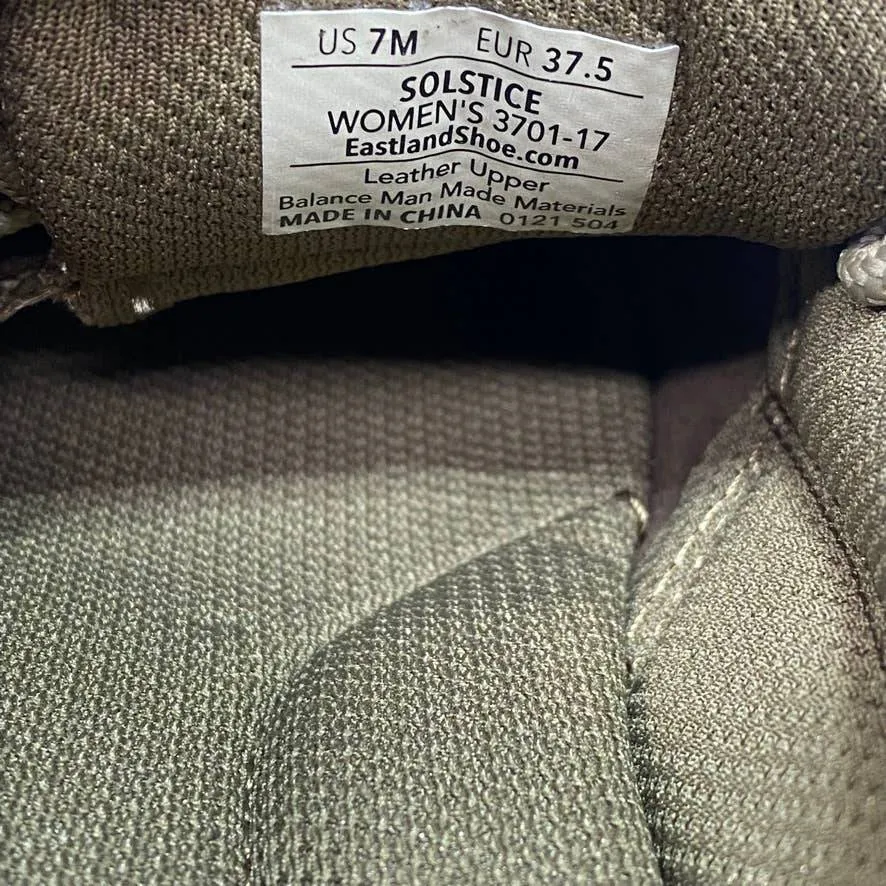 US 7M EUR 37.5
SOLSTICE
WOMEN'S 3701-17
EastlandShoe.com
Leather Upper
Balance Man Made Materials
MADE IN CHINA 0121 504